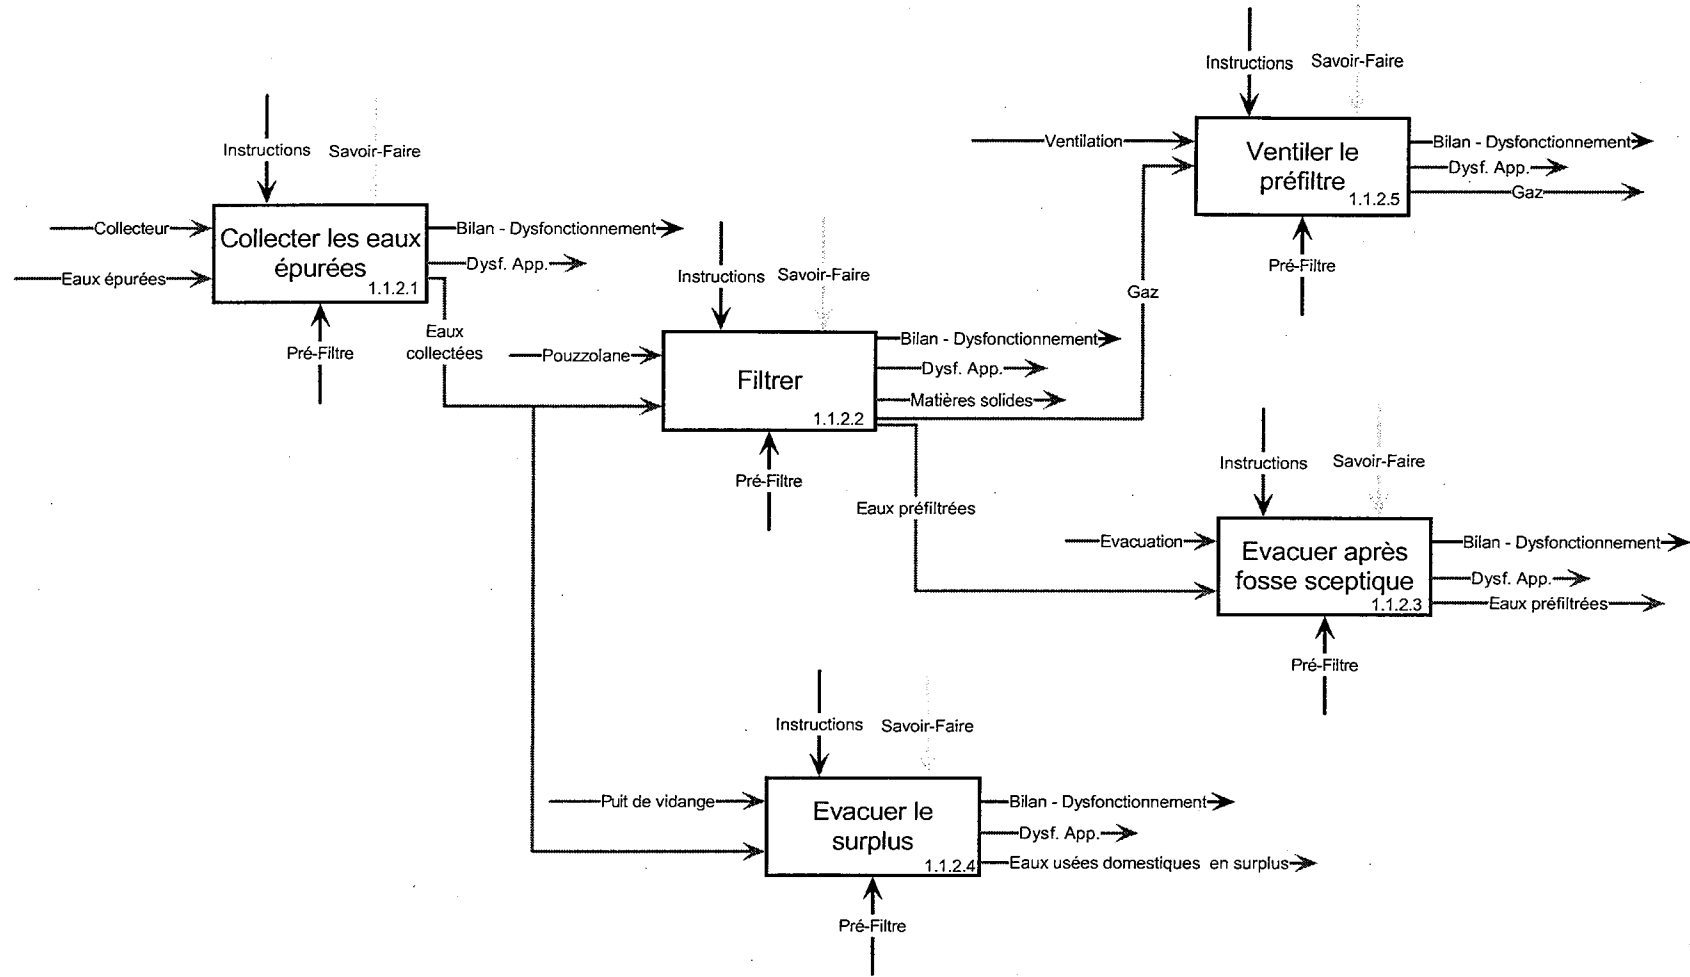 Instructions Savoir-Faire
Ventilation
Ventiler le
préfiltre
1.1.2.5
Bilan - Dysfonctionnement
Dysf. App.
Gaz
Pré-Filtre
Instructions Savoir-Faire
Collecteur
Eaux épurées
Collecter les eaux
épurées
1.1.2.1
Bilan - Dysfonctionnement
Dysf. App.
Pré-Filtre
Eaux
collectées
Instructions Savoir-Faire
Pouzzolane
Filtrer
1.1.2.2
Bilan - Dysfonctionnement
Dysf. App.
Matières solides
Gaz
Pré-Filtre
Eaux préfiltrées
Instructions Savoir-Faire
Evacuation
Evacuer après
fosse sceptique
1.1.2.3
Bilan - Dysfonctionnement
Dysf. App.
Eaux préfiltrées
Pré-Filtre
Instructions Savoir-Faire
Puit de vidange
Evacuer le
surplus
1.1.2.4
Bilan - Dysfonctionnement
Dysf. App.
Eaux usées domestiques en surplus
Pré-Filtre